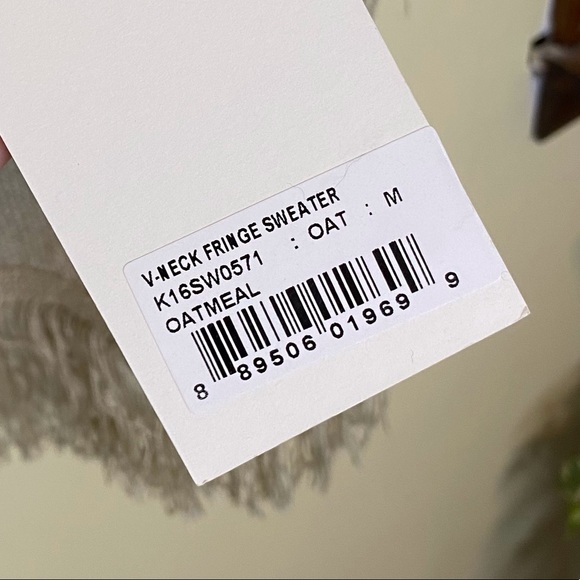 V-NECK FRINGE SWEATER
K16SW0571 : OAT : M
OATMEAL
8 89506 01969 9